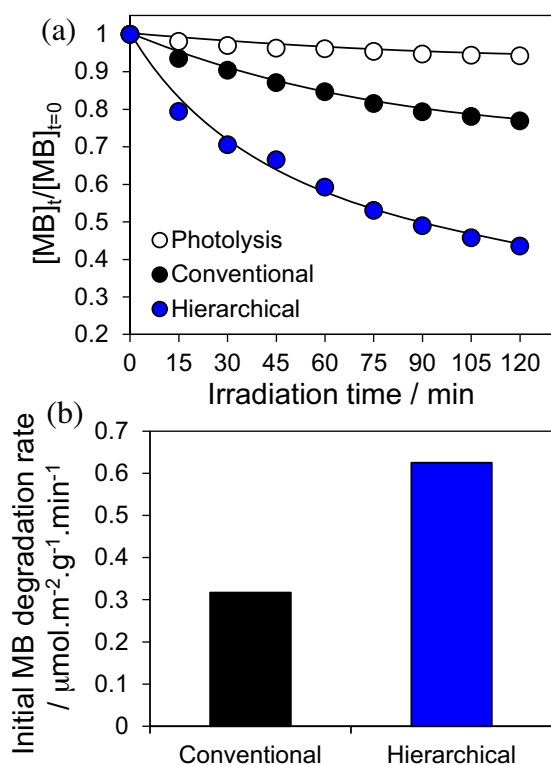 (a)
[MB]t/[MB]t=0
1
0.9
0.8
0.7
0.6
0.5
0.4
0.3
0.2
Photolysis
Conventional
Hierarchical
0 15 30 45 60 75 90 105 120
Irradiation time / min
(b)
Initial MB degradation rate
/ μmol.m⁻².g⁻¹.min⁻¹
0.7
0.6
0.5
0.4
0.3
0.2
0.1
0
Conventional Hierarchical